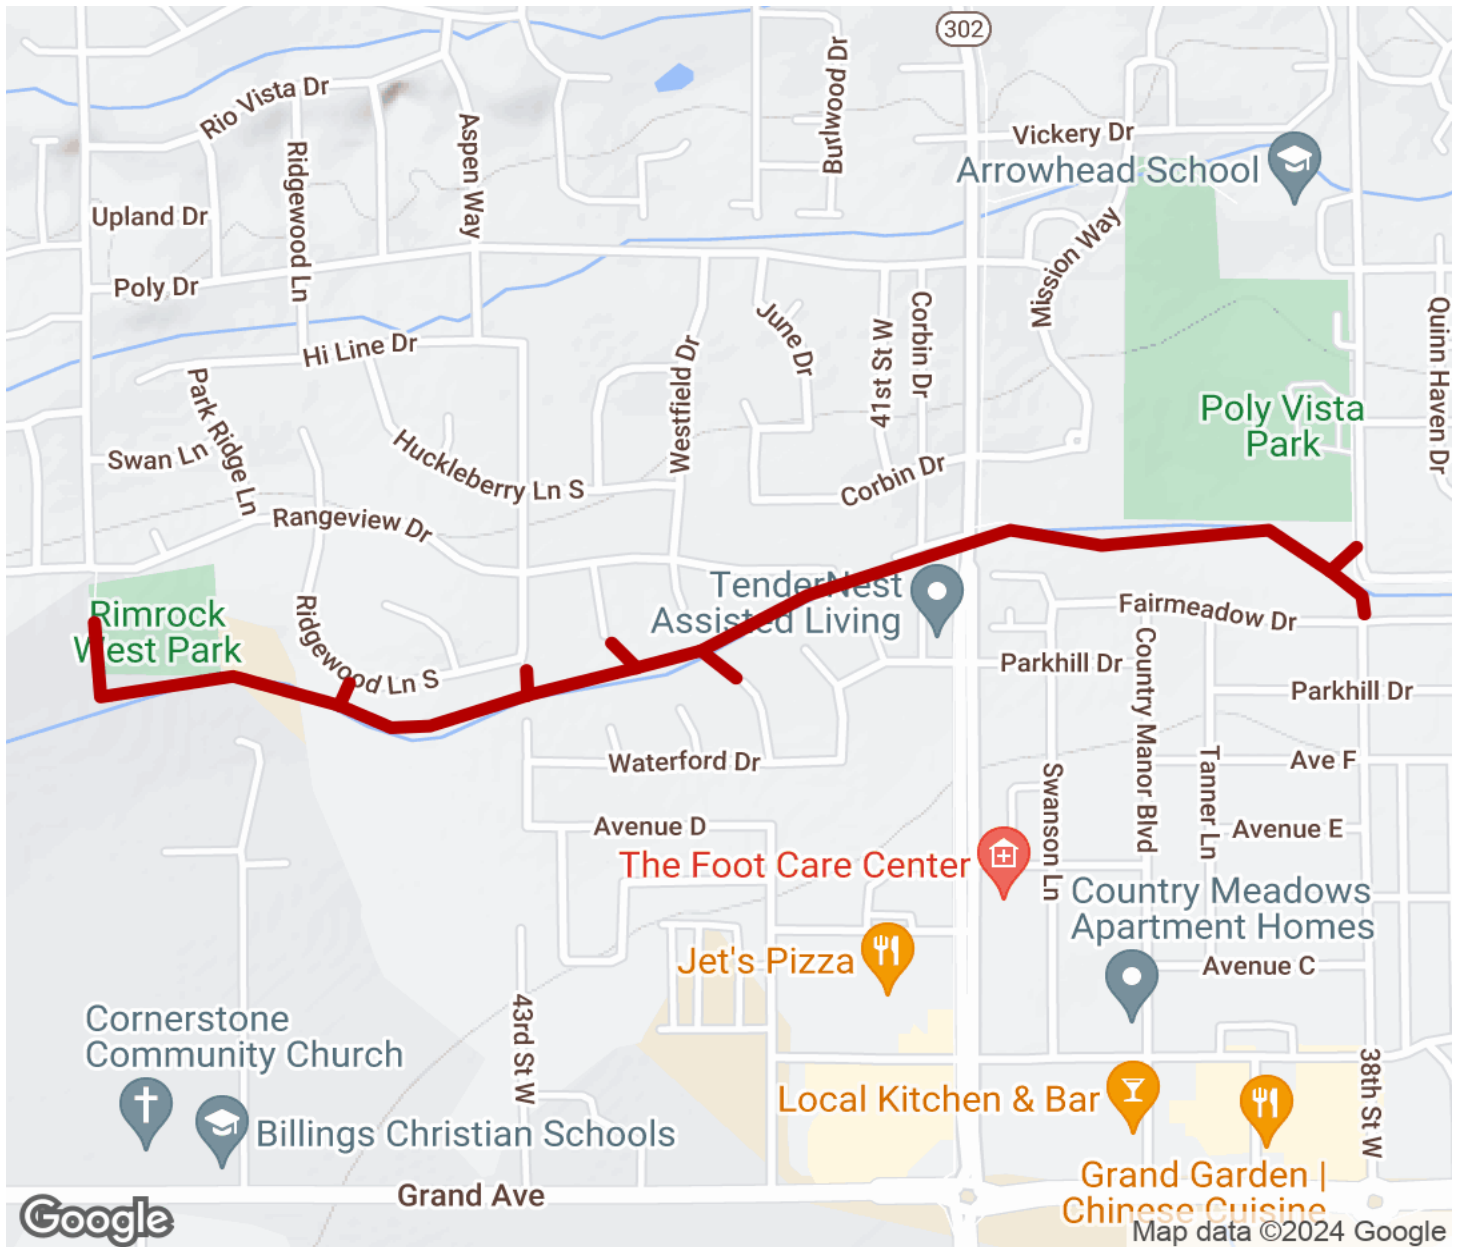 302
Rio Vista Dr
Burlwood Dr
Vickery Dr
Aspen Way
Ridgewood Ln
Arrowhead School
Upland Dr
Mission Way
Poly Dr
Corbin Dr
Quinn Haven Dr
June Dr
41st St W
Hi Line Dr
Westfield Dr
Park Ridge Ln
Poly Vista
Park
Swan Ln
Huckleberry Ln S
Corbin Dr
Rangeview Dr
TenderNest
Assisted Living
Rimrock
West Park
Ridgewood Ln S
Fairmeadow Dr
Country Manor Blvd
Parkhill Dr
Parkhill Dr
Waterford Dr
Ave F
Tanner Ln
Swanson Ln
Avenue D
Avenue E
The Foot Care Center
Country Meadows
Apartment Homes
Jet's Pizza
Avenue C
43rd St W
Cornerstone
Community Church
38th St W
Local Kitchen & Bar
Billings Christian Schools
Grand Ave
Grand Garden |
Chinese Cuisine
Google
Map data ©2024 Google